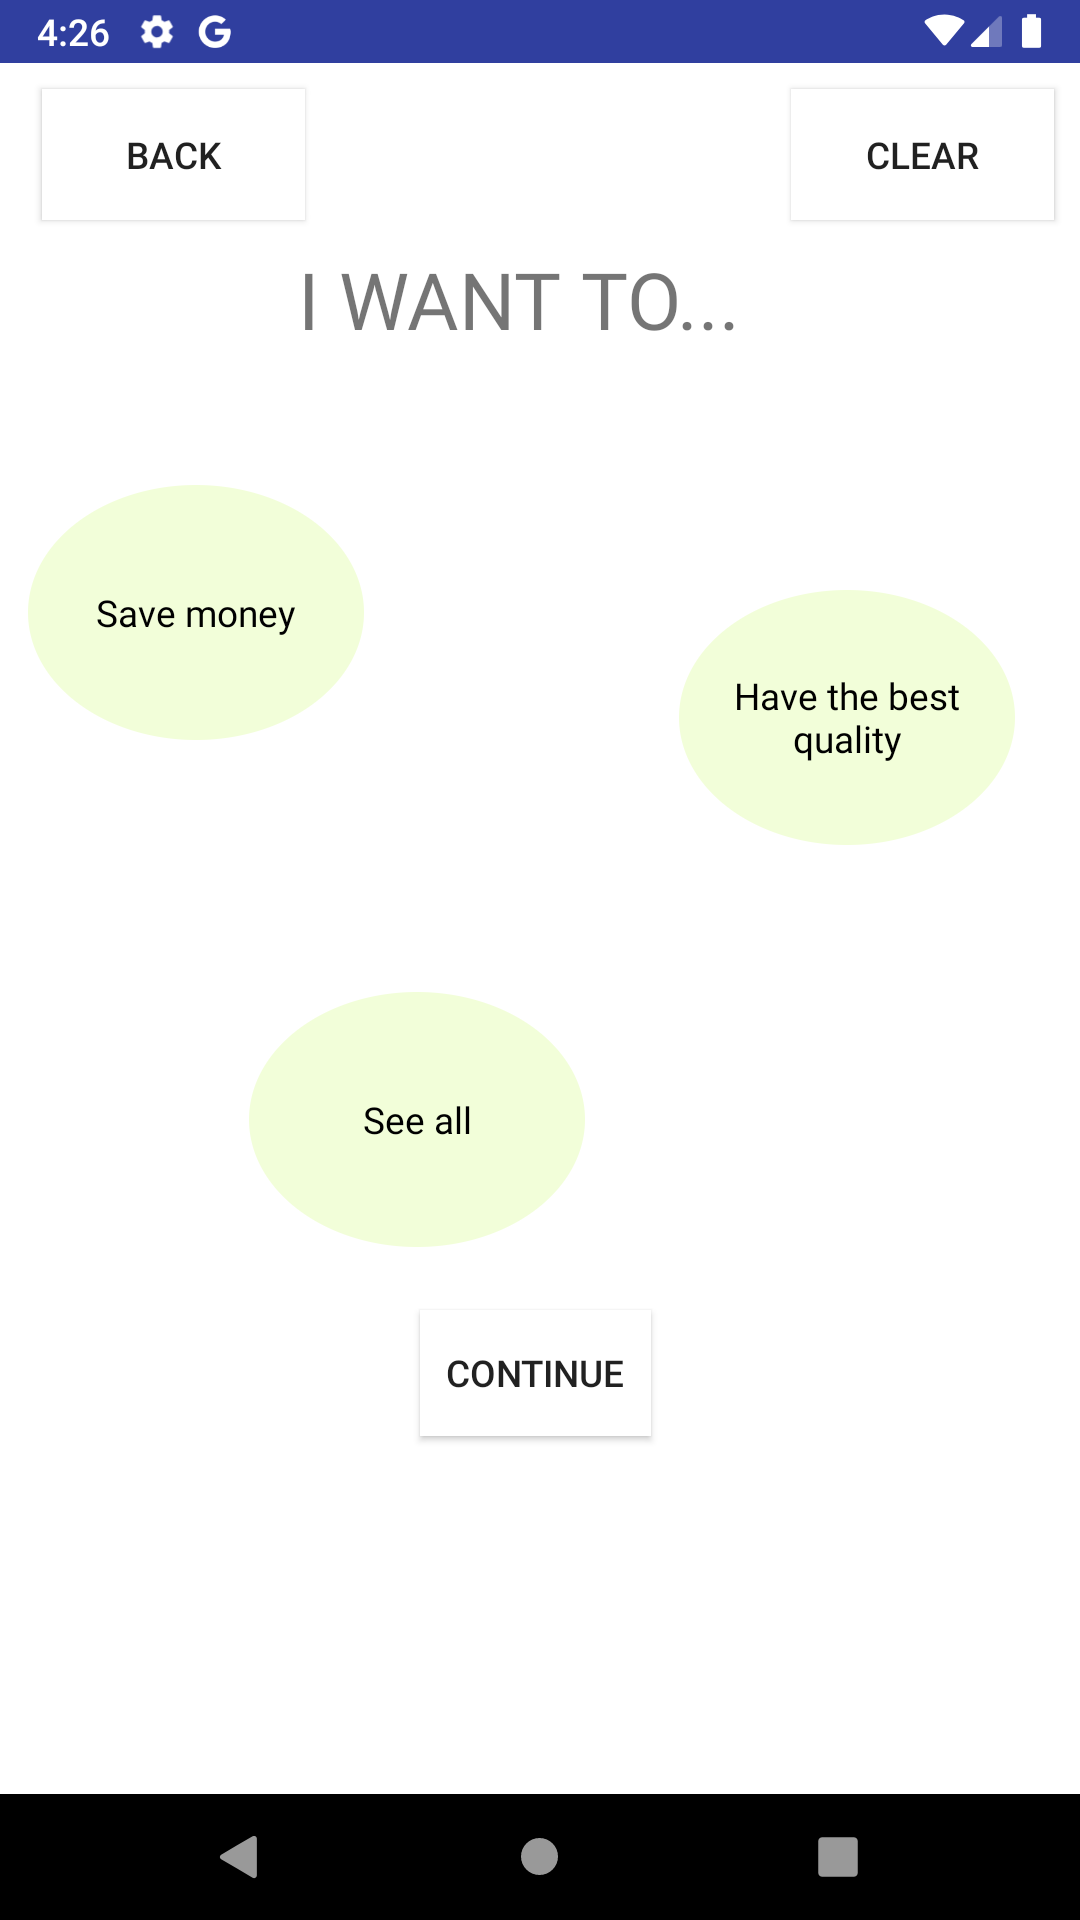 4:26
BACK
CLEAR
I WANT TO...
Save money
Have the best
quality
See all
CONTINUE